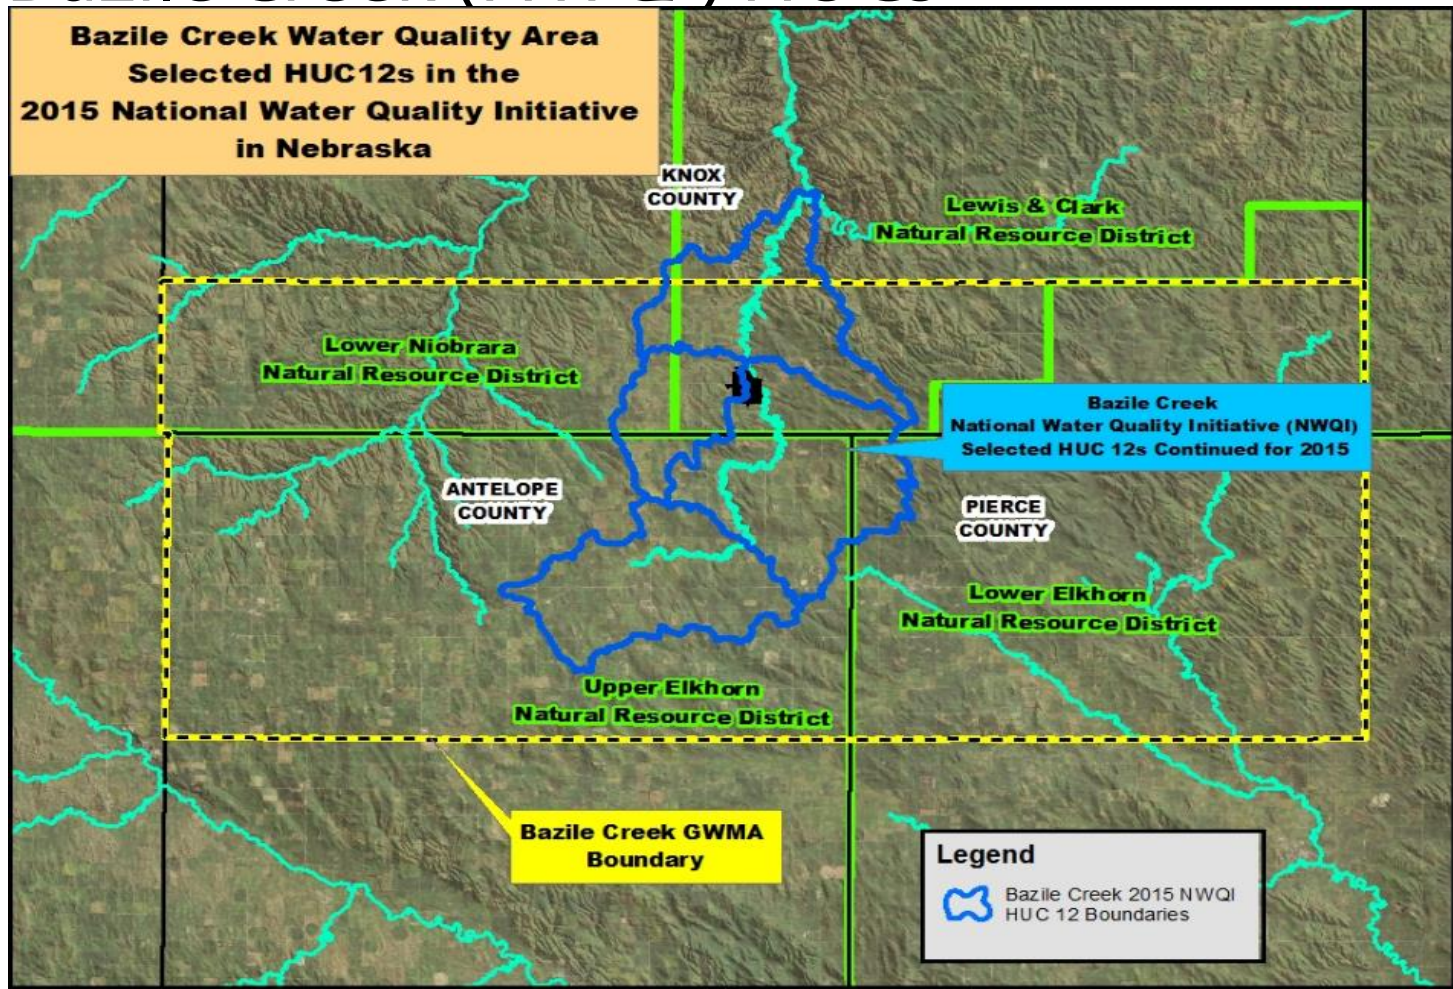 Bazile Creek Water Quality Area
Selected HUC12s in the
2015 National Water Quality Initiative
in Nebraska
KNOX
COUNTY
Lewis & Clark
Natural Resource District
Lower Niobrara
Natural Resource District
Bazile Creek
National Water Quality Initiative (NWQI)
Selected HUC 12s Continued for 2015
ANTELOPE
COUNTY
PIERCE
COUNTY
Lower Elkhorn
Natural Resource District
Upper Elkhorn
Natural Resource District
Bazile Creek GWMA
Boundary
Legend
Bazile Creek 2015 NWQI
HUC 12 Boundaries